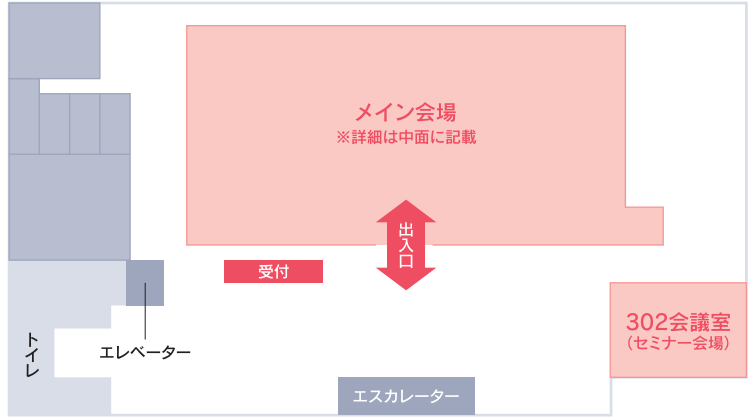 メイン会場
※詳細は中面に記載
出入口
受付
302会議室
（セミナー会場）
エレベーター
トイレ
エスカレーター